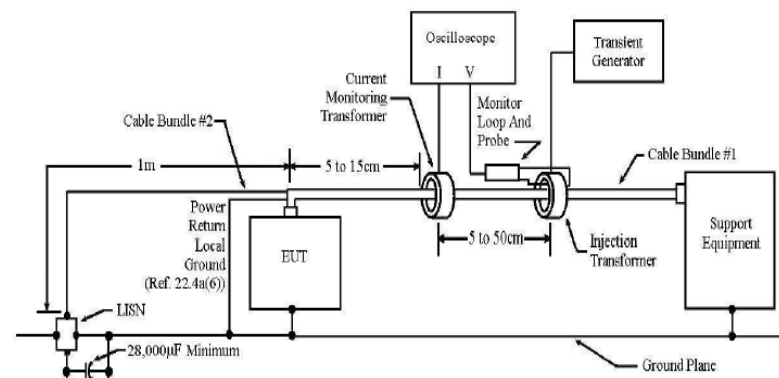 Oscilloscope
I V
Transient
Generator
Current
Monitoring
Transformer
Monitor
Loop And
Probe
Cable Bundle #2
Cable Bundle #1
1m
5 to 15cm
Power
Return
Local
Ground
(Ref. 22.4a(6))
EUT
5 to 50cm
Injection
Transformer
Support
Equipment
LISN
28,000µF Minimum
Ground Plane